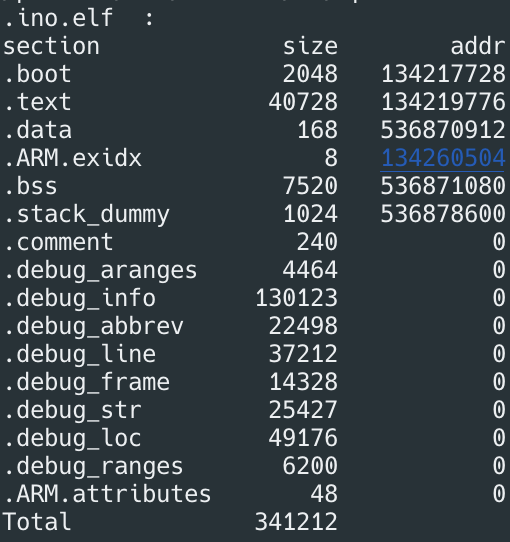 .ino.elf  :
section              size        addr
.boot                2048   134217728
.text               40728   134219776
.data                 168   536870912
.ARM.exidx              8   134260504
.bss                 7520   536871080
.stack_dummy         1024   536878600
.comment              240           0
.debug_aranges       4464           0
.debug_info        130123           0
.debug_abbrev       22498           0
.debug_line         37212           0
.debug_frame        14328           0
.debug_str          25427           0
.debug_loc          49176           0
.debug_ranges        6200           0
.ARM.attributes        48           0
Total              341212